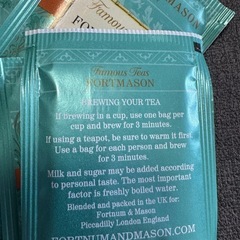 Famous Teas
FORTMASON
BREWING YOUR TEA
If brewing in a cup, use one bag per
cup and brew for 3 minutes.
If using a teapot, be sure to warm it first.
Use a bag for each person and brew
for 3 minutes.
Milk and sugar may be added according
to personal taste. The most important
factor is freshly boiled water.
Blended and packed in the UK for:
Fortnum & Mason
Piccadilly London England
FORTNUMANDMASON.COM